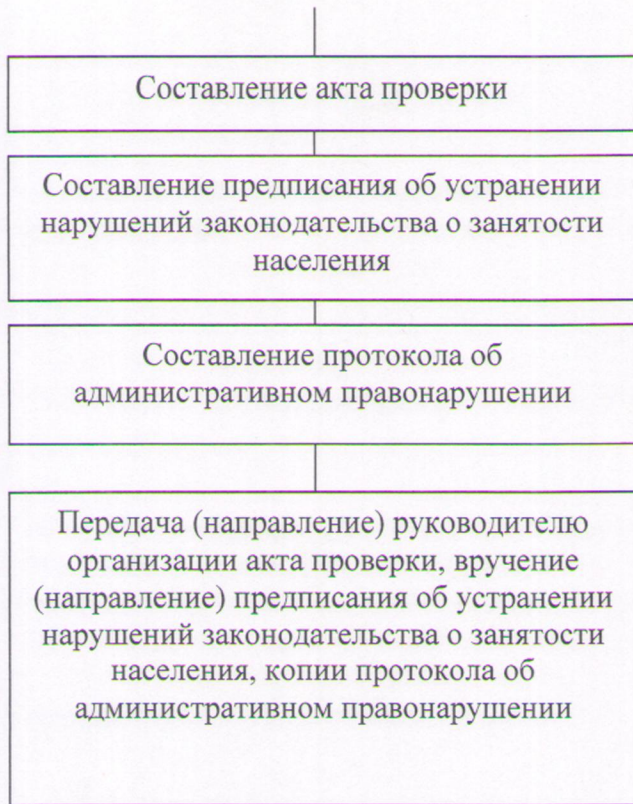 Составление акта проверки
Составление предписания об устранении
нарушений законодательства о занятости
населения
Составление протокола об
административном правонарушении
Передача (направление) руководителю
организации акта проверки, вручение
(направление) предписания об устранении
нарушений законодательства о занятости
населения, копии протокола об
административном правонарушении